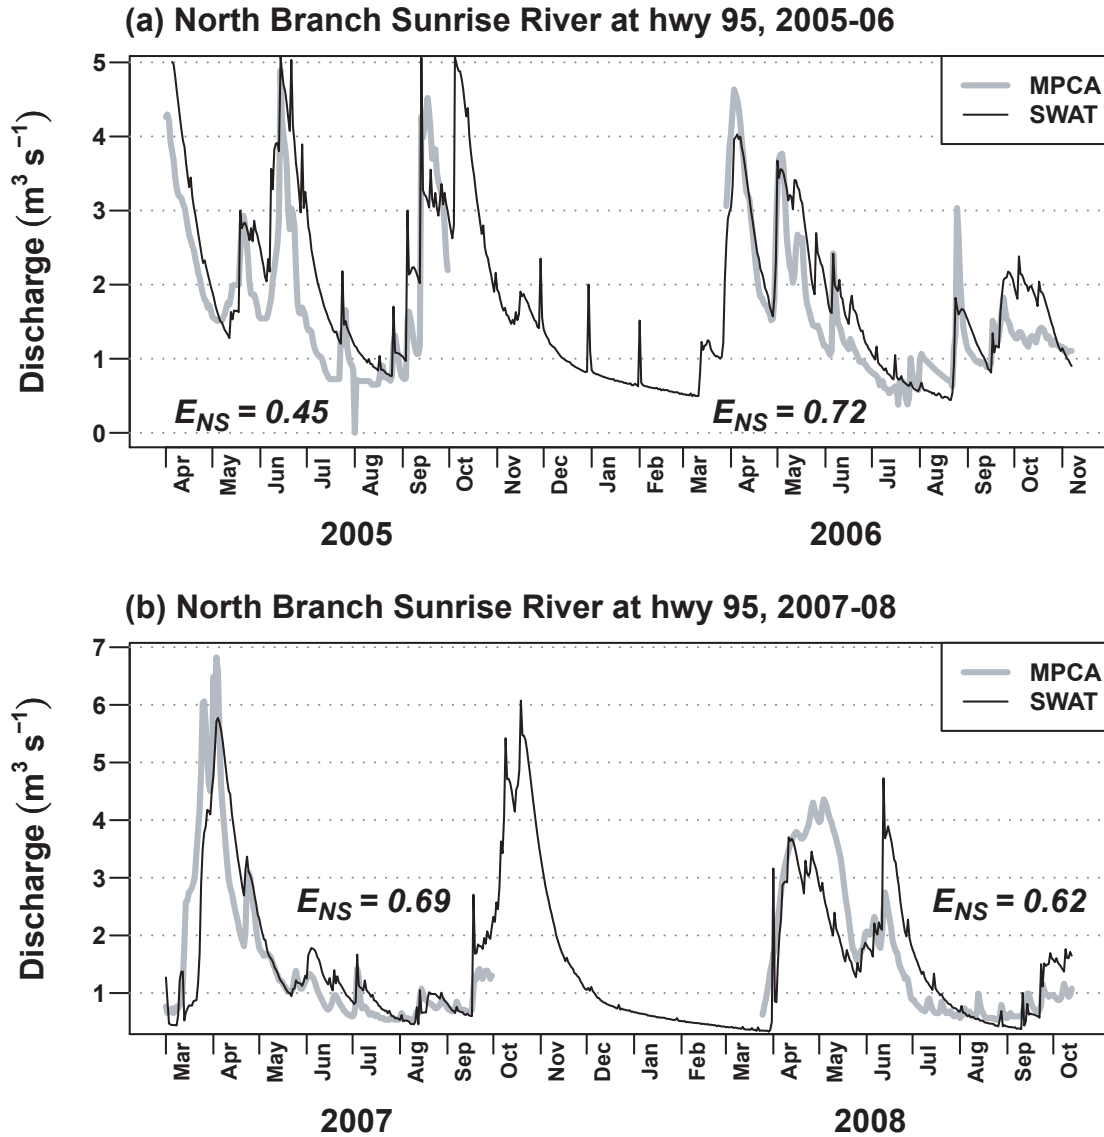 (a) North Branch Sunrise River at hwy 95, 2005-06
Discharge (m³ s⁻¹)
5
4
3
2
1
0
MPCA
SWAT
E_NS = 0.45
E_NS = 0.72
Apr May Jun Jul Aug Sep Oct Nov Dec Jan Feb Mar Apr May Jun Jul Aug Sep Oct Nov
2005 2006
(b) North Branch Sunrise River at hwy 95, 2007-08
Discharge (m³ s⁻¹)
7
6
5
4
3
2
1
MPCA
SWAT
E_NS = 0.69
E_NS = 0.62
Mar Apr May Jun Jul Aug Sep Oct Nov Dec Jan Feb Mar Apr May Jun Jul Aug Sep Oct
2007 2008